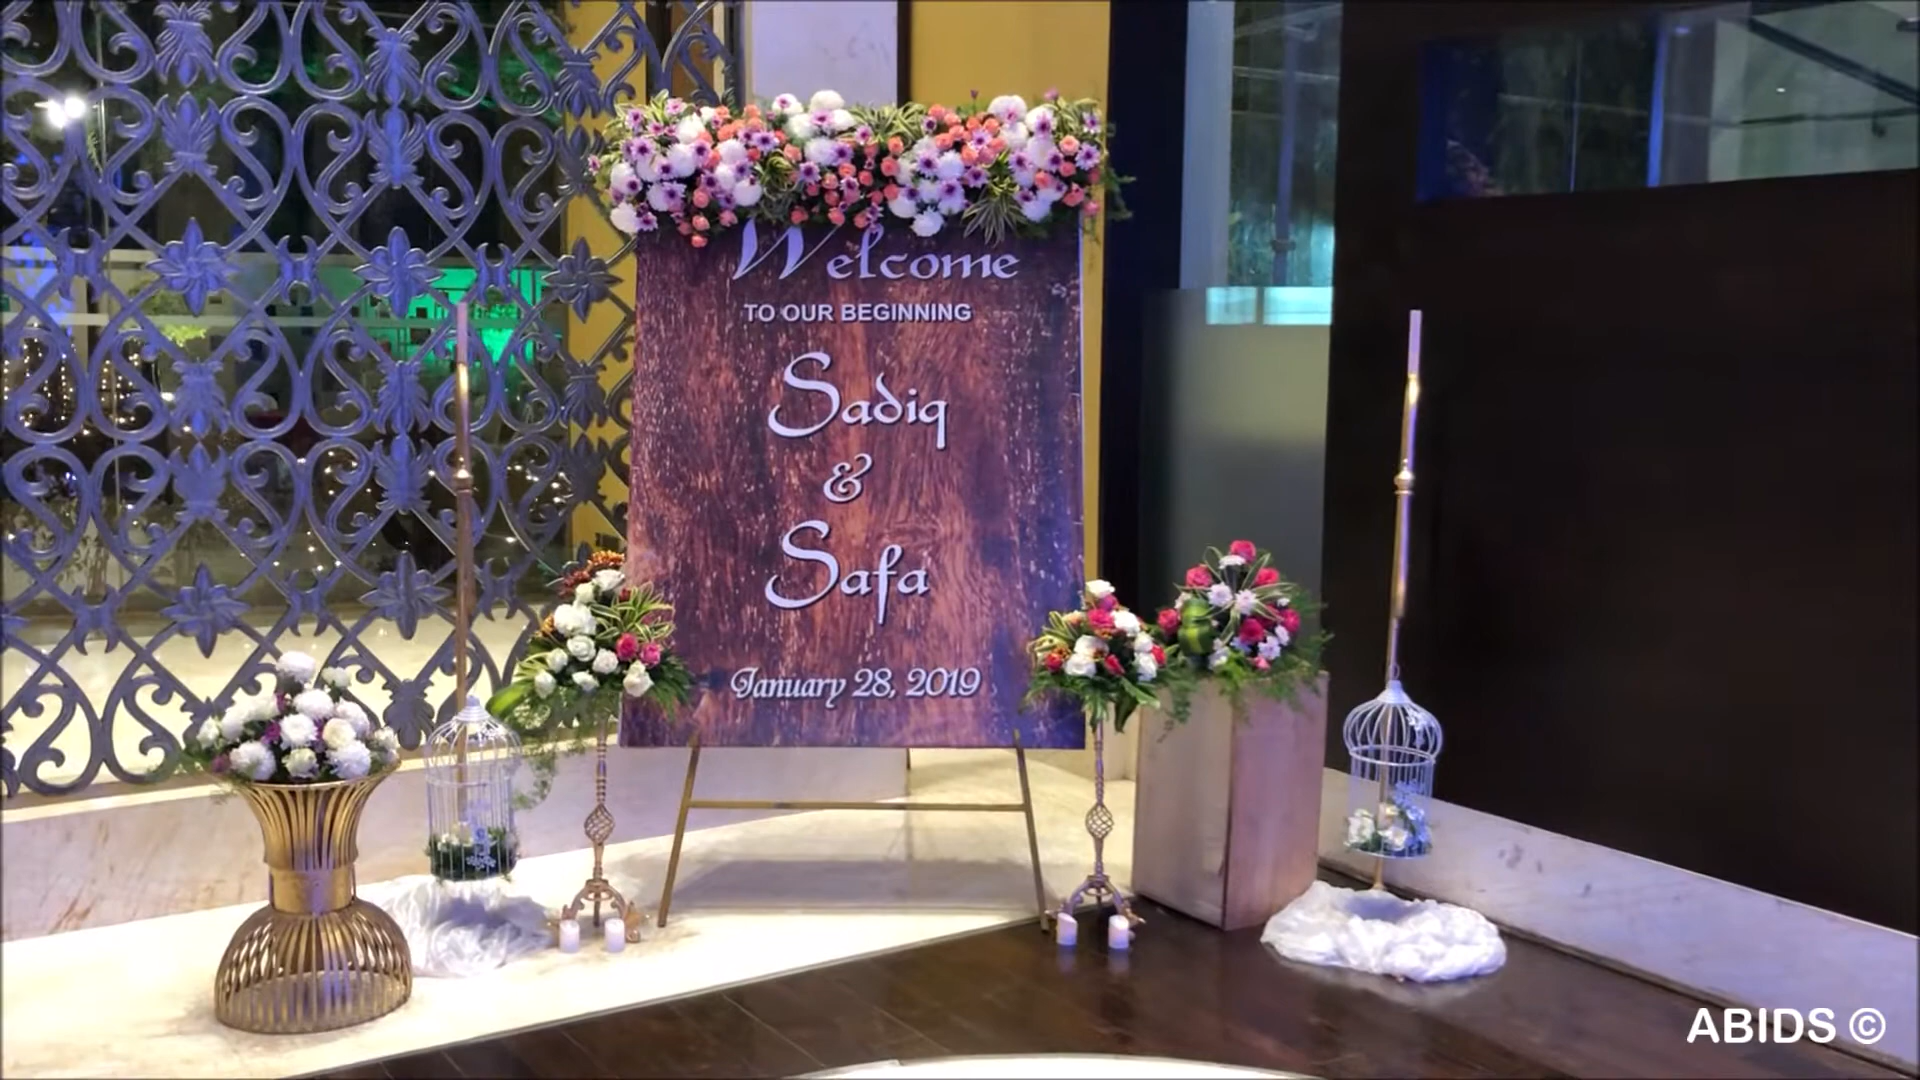 Welcome
TO OUR BEGINNING
Sadiq
&
Safa
January 28, 2019
ABIDS ©